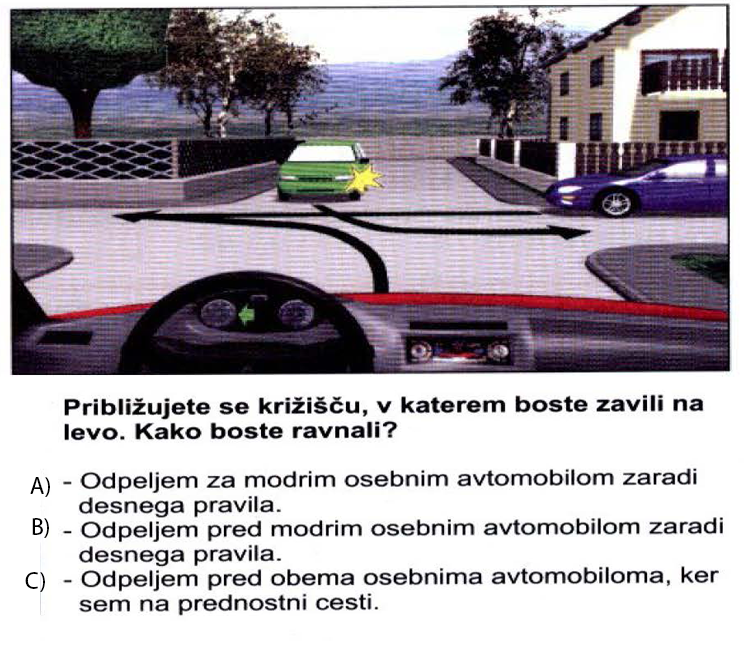 Približujete se križišču, v katerem boste zavili na
levo. Kako boste ravnali?
A) - Odpeljem za modrim osebnim avtomobilom zaradi
desnega pravila.
B) - Odpeljem pred modrim osebnim avtomobilom zaradi
desnega pravila.
C) - Odpeljem pred obema osebnima avtomobiloma, ker
sem na prednostni cesti.